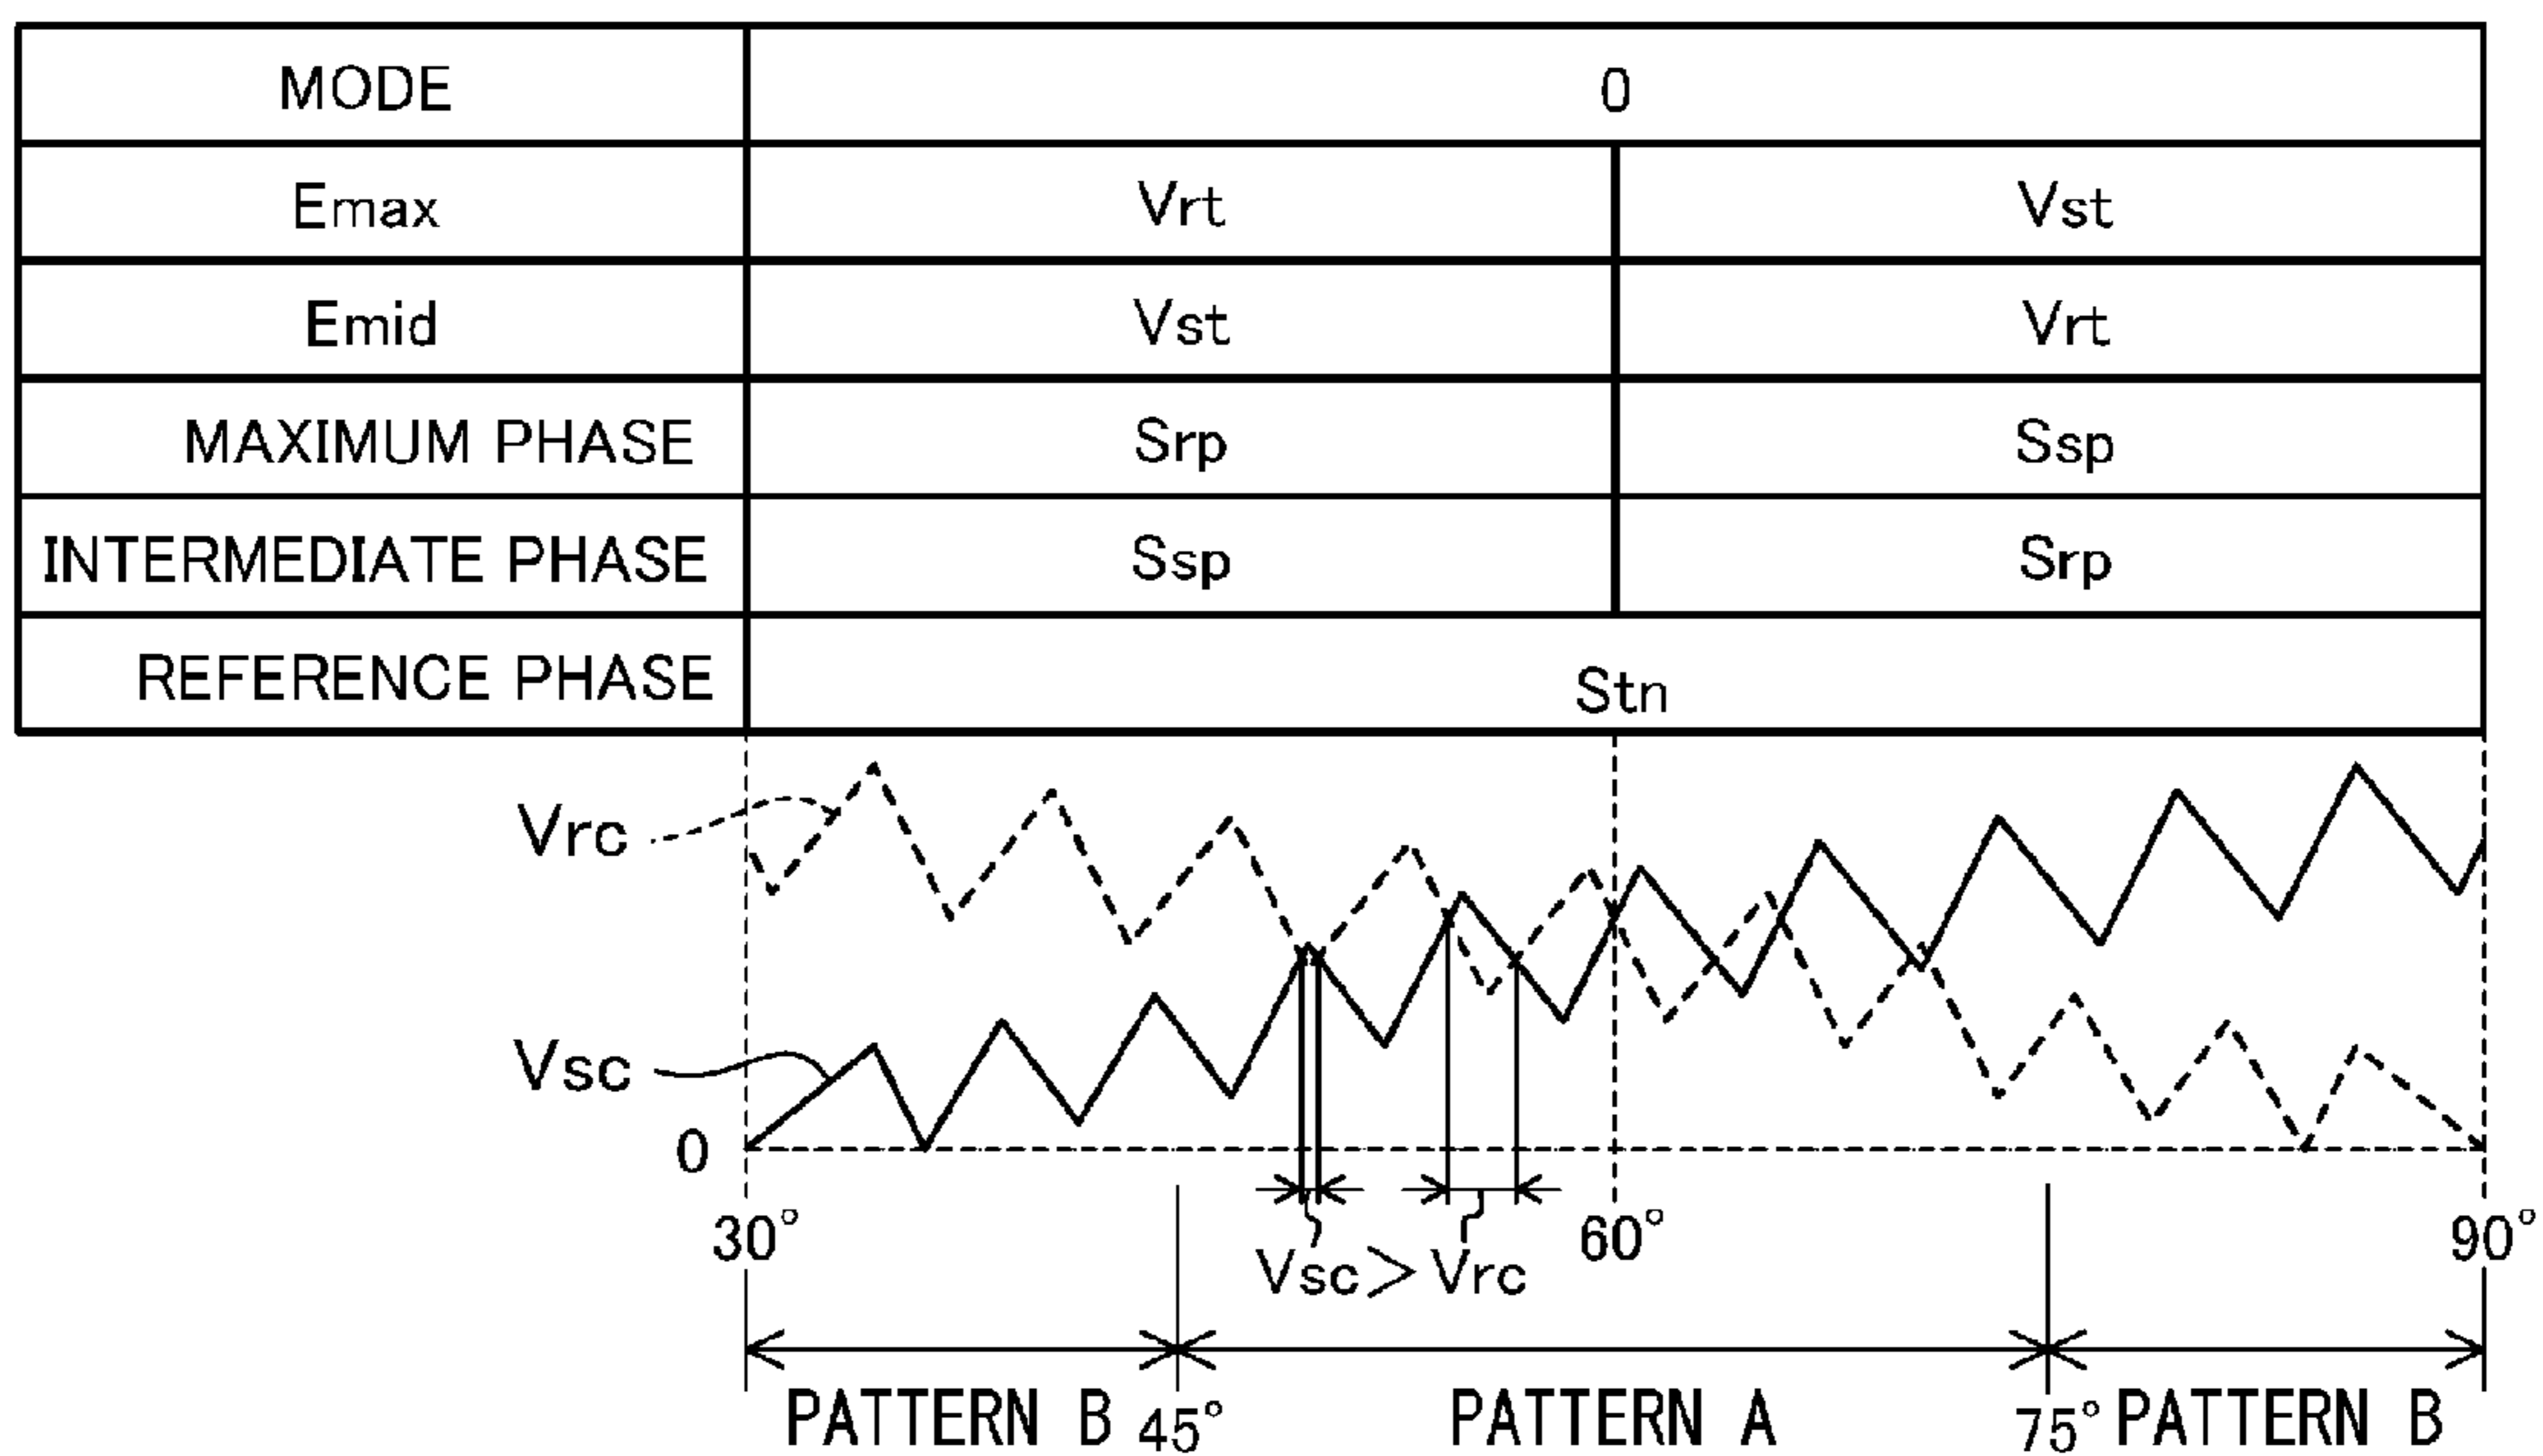 MODE 0
Emax Vrt Vst
Emid Vst Vrt
MAXIMUM PHASE Srp Ssp
INTERMEDIATE PHASE Ssp Srp
REFERENCE PHASE Stn
Vrc
Vsc
0
30° 60° 90°
Vsc>Vrc
PATTERN B 45° PATTERN A 75° PATTERN B